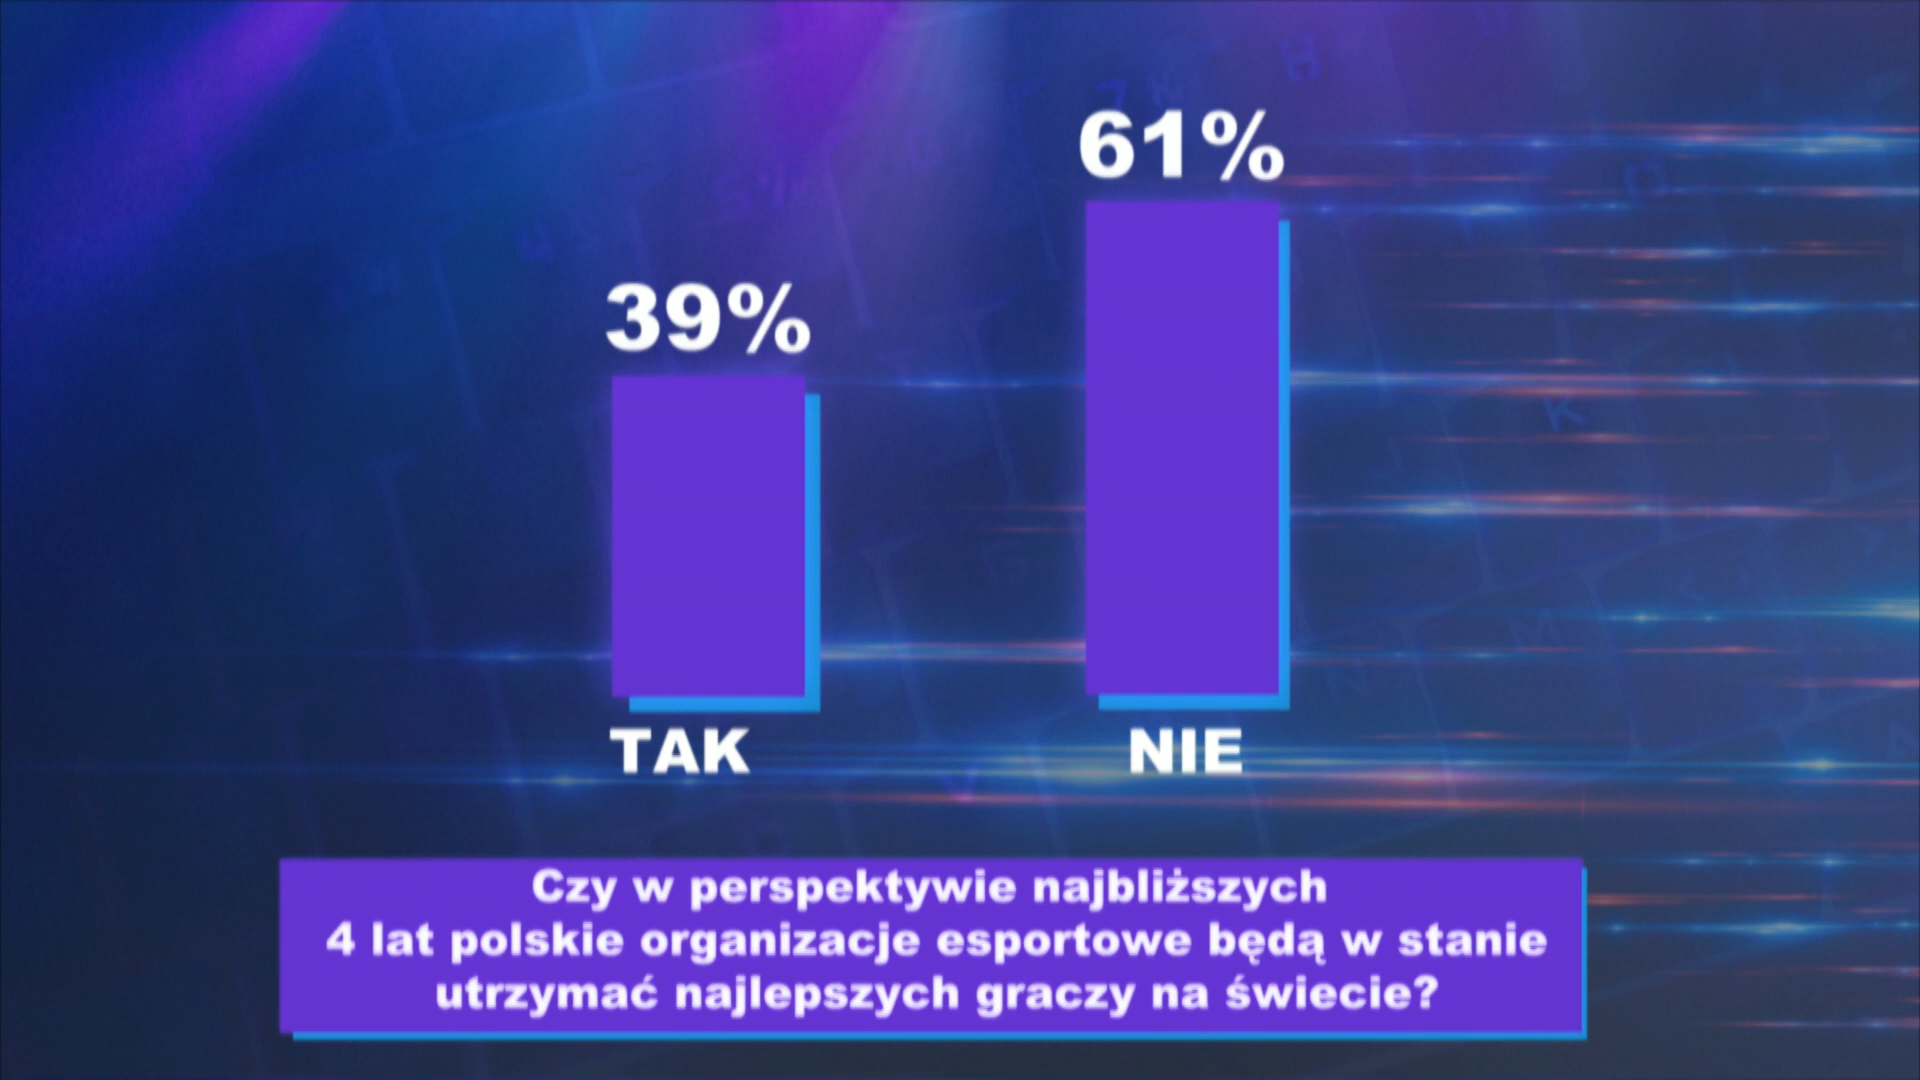 61%
39%
TAK
NIE
Czy w perspektywie najbliższych
4 lat polskie organizacje esportowe będą w stanie
utrzymać najlepszych graczy na świecie?